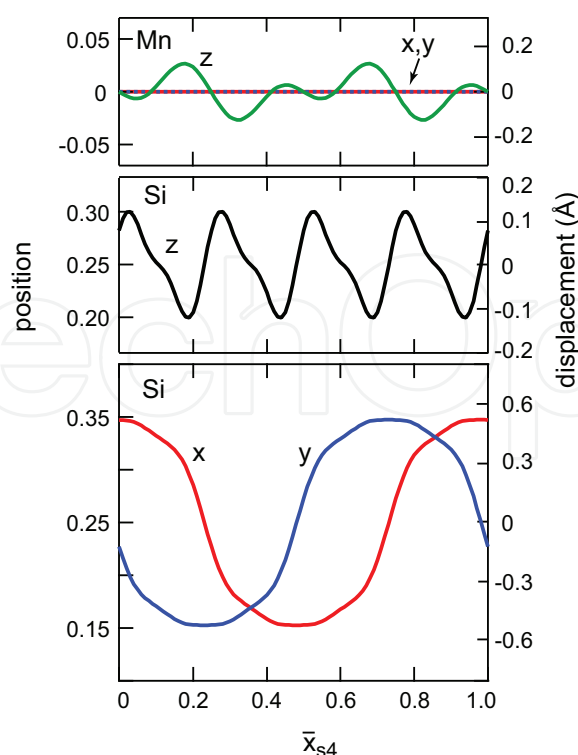 0.05
0
-0.05
Mn
z
x,y
0.2
0
-0.2
0.30
0.25
0.20
Si
z
0.2
0.1
0
-0.1
-0.2
position
displacement (Å)
0.35
0.25
0.15
Si
x
y
0.6
0.3
0
-0.3
-0.6
0 0.2 0.4 0.6 0.8 1.0
x̄s4
echOp